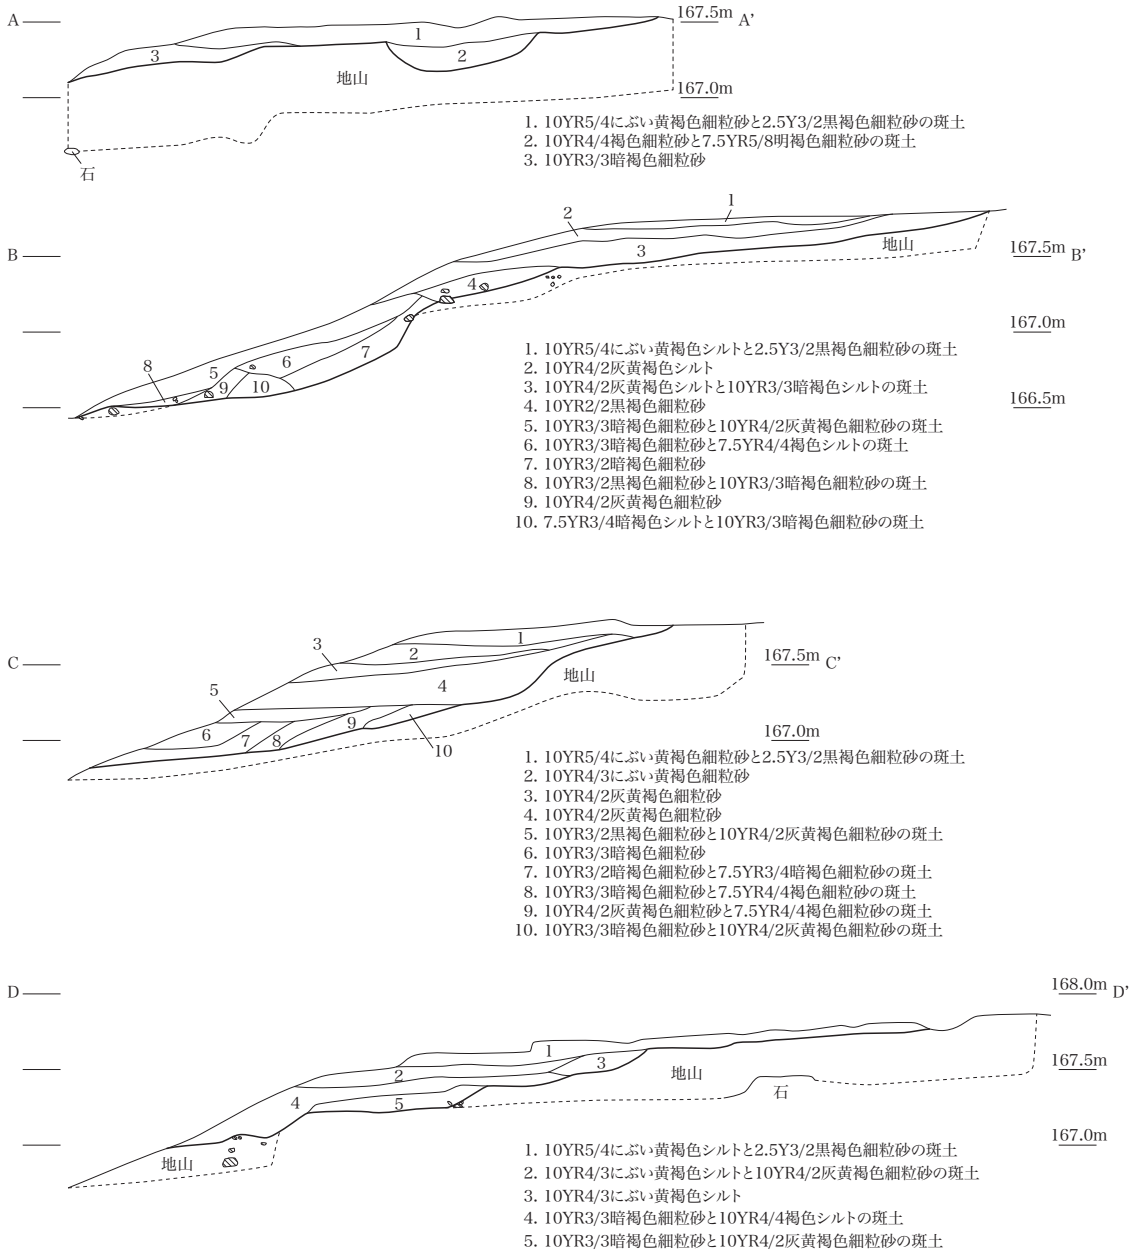 A
167.5m A’
1
3
2
地山
167.0m
石
1. 10YR5/4にぶい黄褐色細粒砂と2.5Y3/2黒褐色細粒砂の斑土
2. 10YR4/4褐色細粒砂と7.5YR5/8明褐色細粒砂の斑土
3. 10YR3/3暗褐色細粒砂
1
2
3
地山
B
167.5m B’
4
167.0m
7
6
8
5
9
10
166.5m
1. 10YR5/4にぶい黄褐色シルトと2.5Y3/2黒褐色細粒砂の斑土
2. 10YR4/2灰黄褐色シルト
3. 10YR4/2灰黄褐色シルトと10YR3/3暗褐色シルトの斑土
4. 10YR2/2黒褐色細粒砂
5. 10YR3/3暗褐色細粒砂と10YR4/2灰黄褐色細粒砂の斑土
6. 10YR3/3暗褐色細粒砂と7.5YR4/4褐色シルトの斑土
7. 10YR3/2暗褐色細粒砂
8. 10YR3/2黒褐色細粒砂と10YR3/3暗褐色細粒砂の斑土
9. 10YR4/2灰黄褐色細粒砂
10. 7.5YR3/4暗褐色シルトと10YR3/3暗褐色細粒砂の斑土
3
1
2
C
167.5m C’
地山
4
5
6
7
8
9
10
167.0m
1. 10YR5/4にぶい黄褐色細粒砂と2.5Y3/2黒褐色細粒砂の斑土
2. 10YR4/3にぶい黄褐色細粒砂
3. 10YR4/2灰黄褐色細粒砂
4. 10YR4/2灰黄褐色細粒砂
5. 10YR3/2黒褐色細粒砂と10YR4/2灰黄褐色細粒砂の斑土
6. 10YR3/3暗褐色細粒砂
7. 10YR3/2暗褐色細粒砂と7.5YR3/4暗褐色シルトの斑土
8. 10YR3/3暗褐色細粒砂と7.5YR4/4褐色シルトの斑土
9. 10YR4/2灰黄褐色細粒砂と7.5YR4/4褐色細粒砂の斑土
10. 10YR3/3暗褐色細粒砂と10YR4/2灰黄褐色細粒砂の斑土
D
168.0m D’
1
3
2
地山
167.5m
石
4
5
地山
167.0m
1. 10YR5/4にぶい黄褐色シルトと2.5Y3/2黒褐色細粒砂の斑土
2. 10YR4/3にぶい黄褐色シルトと10YR4/2灰黄褐色細粒砂の斑土
3. 10YR4/3にぶい黄褐色シルト
4. 10YR3/3暗褐色細粒砂と10YR4/4褐色シルトの斑土
5. 10YR3/3暗褐色細粒砂と10YR4/2灰黄褐色細粒砂の斑土